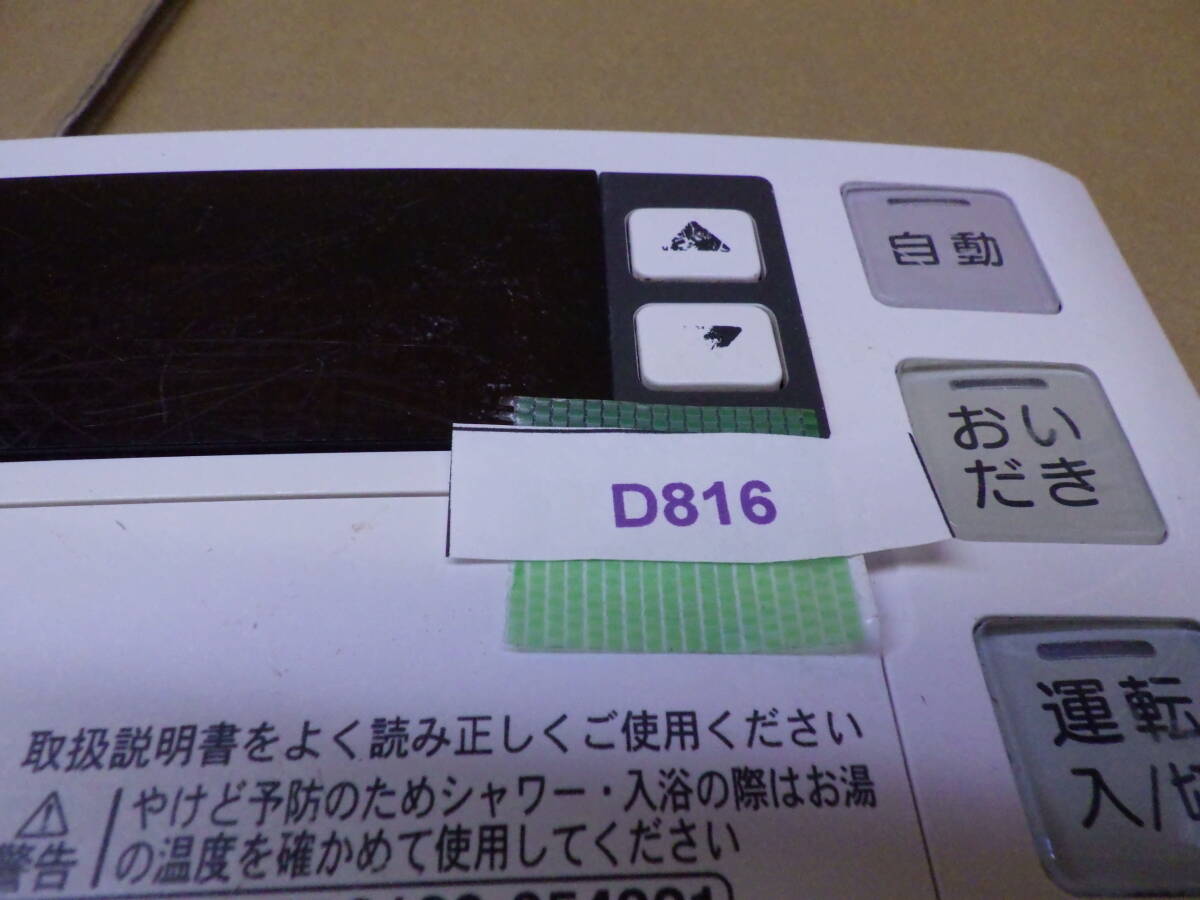 自動
おい
だき
D816
運転
入/切
取扱説明書をよく読み正しくご使用ください
警告
やけど予防のためシャワー・入浴の際はお湯
の温度を確かめて使用してください